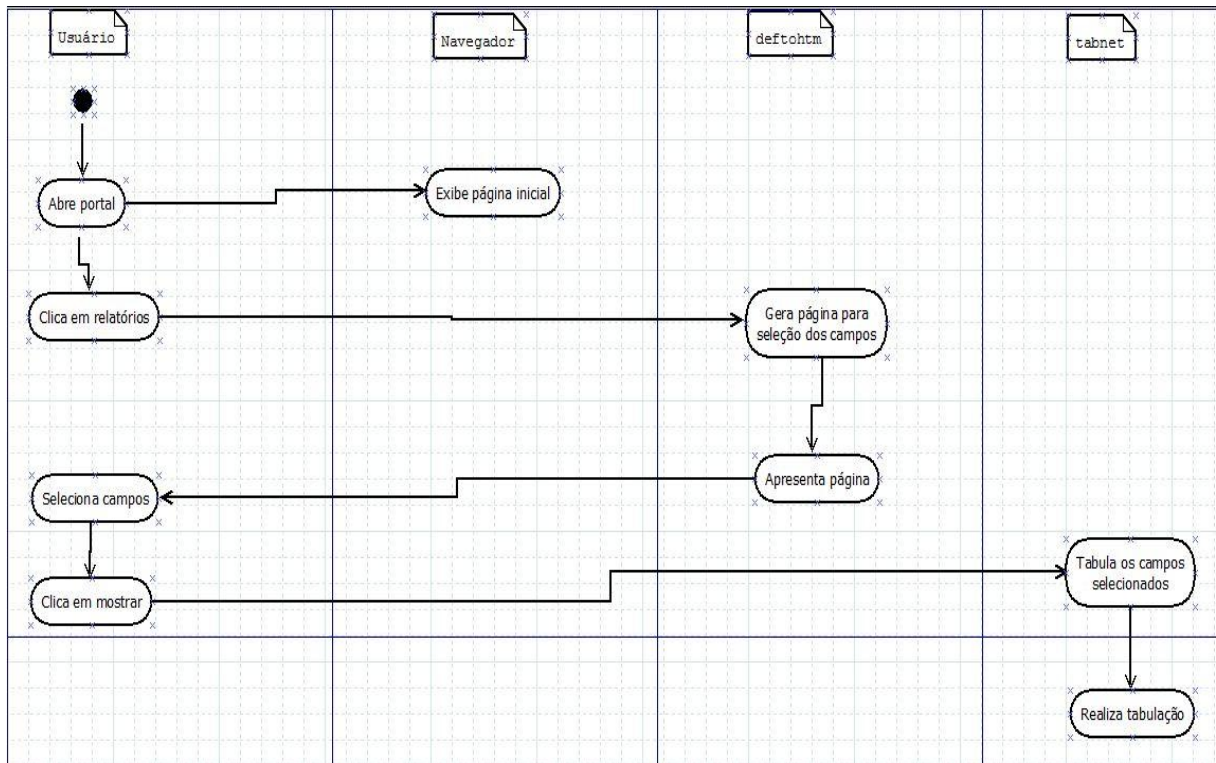 Usuário
Navegador
deftohtm
tabnet
Abre portal
Exibe página inicial
Clica em relatórios
Gera página para
seleção dos campos
Seleciona campos
Apresenta página
Clica em mostrar
Tabula os campos
selecionados
Realiza tabulação